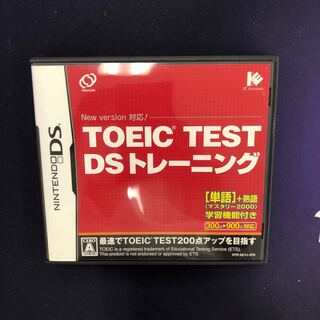 NINTENDO DS
Obunsha
IE Institute
New version 対応!
TOEIC® TEST
DSトレーニング
[単語]+熟語
〈マスタリー2000〉
学習機能付き
300点▶900点 対応
CERO A
最速でTOEIC®TEST200点アップを目指す
TOEIC is a registered trademark of Educational Testing Service (ETS).
This product is not endorsed or approved by ETS.